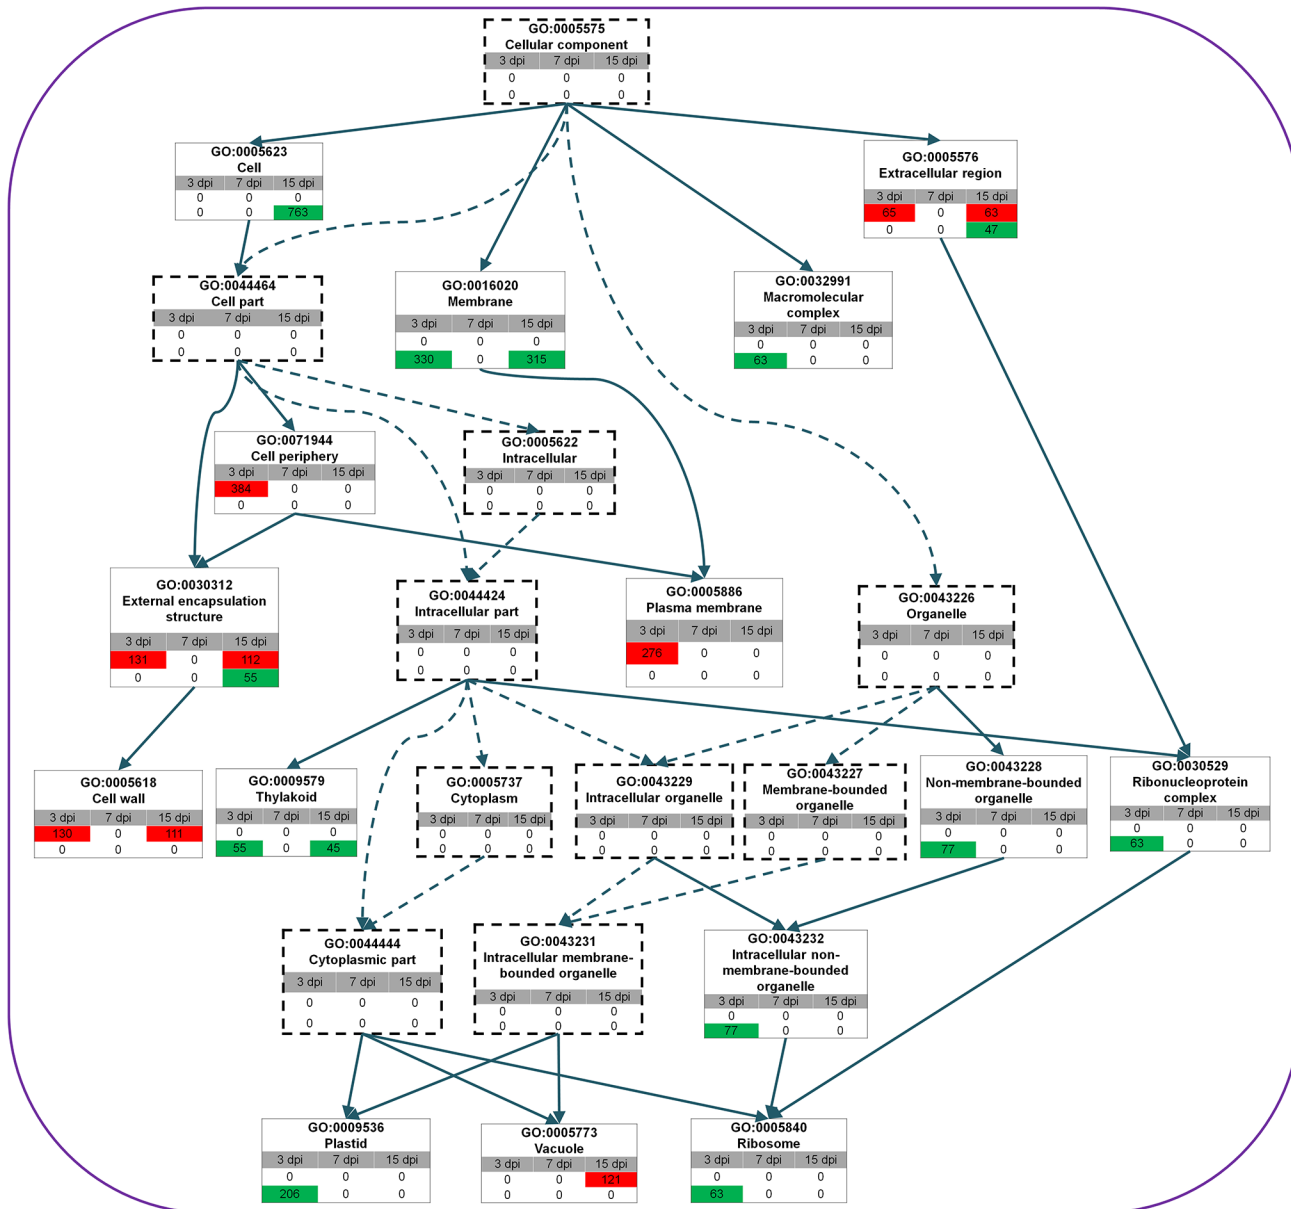 GO:0005575
Cellular component
3 dpi 7 dpi 15 dpi
0 0 0
0 0 0
GO:0005623
Cell
3 dpi 7 dpi 15 dpi
0 0 0
0 0 763
GO:0005576
Extracellular region
3 dpi 7 dpi 15 dpi
65 0 63
0 0 47
GO:0044464
Cell part
3 dpi 7 dpi 15 dpi
0 0 0
0 0 0
GO:0016020
Membrane
3 dpi 7 dpi 15 dpi
0 0 0
330 0 315
GO:0032991
Macromolecular
complex
3 dpi 7 dpi 15 dpi
0 0 0
63 0 0
GO:0071944
Cell periphery
3 dpi 7 dpi 15 dpi
384 0 0
0 0 0
GO:0005622
Intracellular
3 dpi 7 dpi 15 dpi
0 0 0
0 0 0
GO:0030312
External encapsulation
structure
3 dpi 7 dpi 15 dpi
131 0 112
0 0 55
GO:0044424
Intracellular part
3 dpi 7 dpi 15 dpi
0 0 0
0 0 0
GO:0005886
Plasma membrane
3 dpi 7 dpi 15 dpi
276 0 0
0 0 0
GO:0043226
Organelle
3 dpi 7 dpi 15 dpi
0 0 0
0 0 0
GO:0005618
Cell wall
3 dpi 7 dpi 15 dpi
130 0 111
0 0 0
GO:0009579
Thylakoid
3 dpi 7 dpi 15 dpi
0 0 0
55 0 45
GO:0005737
Cytoplasm
3 dpi 7 dpi 15 dpi
0 0 0
0 0 0
GO:0043229
Intracellular organelle
3 dpi 7 dpi 15 dpi
0 0 0
0 0 0
GO:0043227
Membrane-bounded
organelle
3 dpi 7 dpi 15 dpi
0 0 0
0 0 0
GO:0043228
Non-membrane-bounded
organelle
3 dpi 7 dpi 15 dpi
0 0 0
77 0 0
GO:0030529
Ribonucleoprotein
complex
3 dpi 7 dpi 15 dpi
0 0 0
63 0 0
GO:0044444
Cytoplasmic part
3 dpi 7 dpi 15 dpi
0 0 0
0 0 0
GO:0043231
Intracellular membrane-
bounded organelle
3 dpi 7 dpi 15 dpi
0 0 0
0 0 0
GO:0043232
Intracellular non-
membrane-bounded
organelle
3 dpi 7 dpi 15 dpi
0 0 0
77 0 0
GO:0009536
Plastid
3 dpi 7 dpi 15 dpi
0 0 0
206 0 0
GO:0005773
Vacuole
3 dpi 7 dpi 15 dpi
0 0 121
0 0 0
GO:0005840
Ribosome
3 dpi 7 dpi 15 dpi
0 0 0
63 0 0